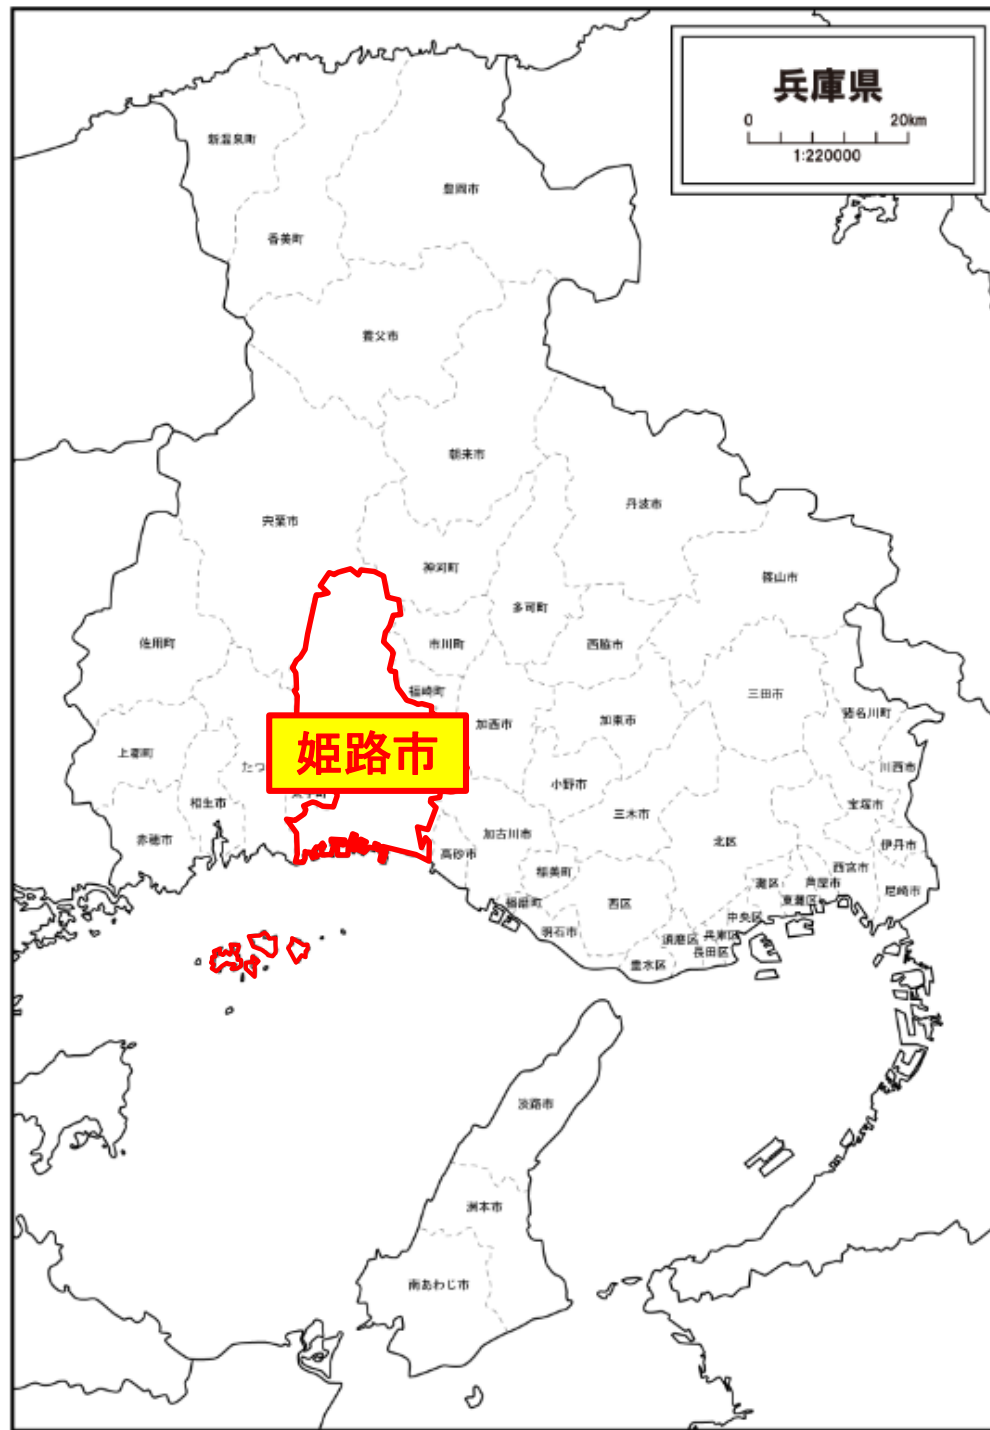 兵庫県
0 20km
1:220000
新温泉町
豊岡市
香美町
養父市
朝来市
丹波市
宍粟市
神河町
篠山市
多可町
佐用町
市川町
西脇市
福崎町
三田市
猪名川町
加西市
加東市
上郡町
姫路市
たつ
川西市
小野市
相生市
宝塚市
三木市
赤穂市
加古川市
北区
伊丹市
高砂市
西宮市
稲美町
灘区
芦屋市
尼崎市
東灘区
播磨町
西区
中央区
明石市
須磨区
兵庫区
長田区
垂水区
淡路市
洲本市
南あわじ市